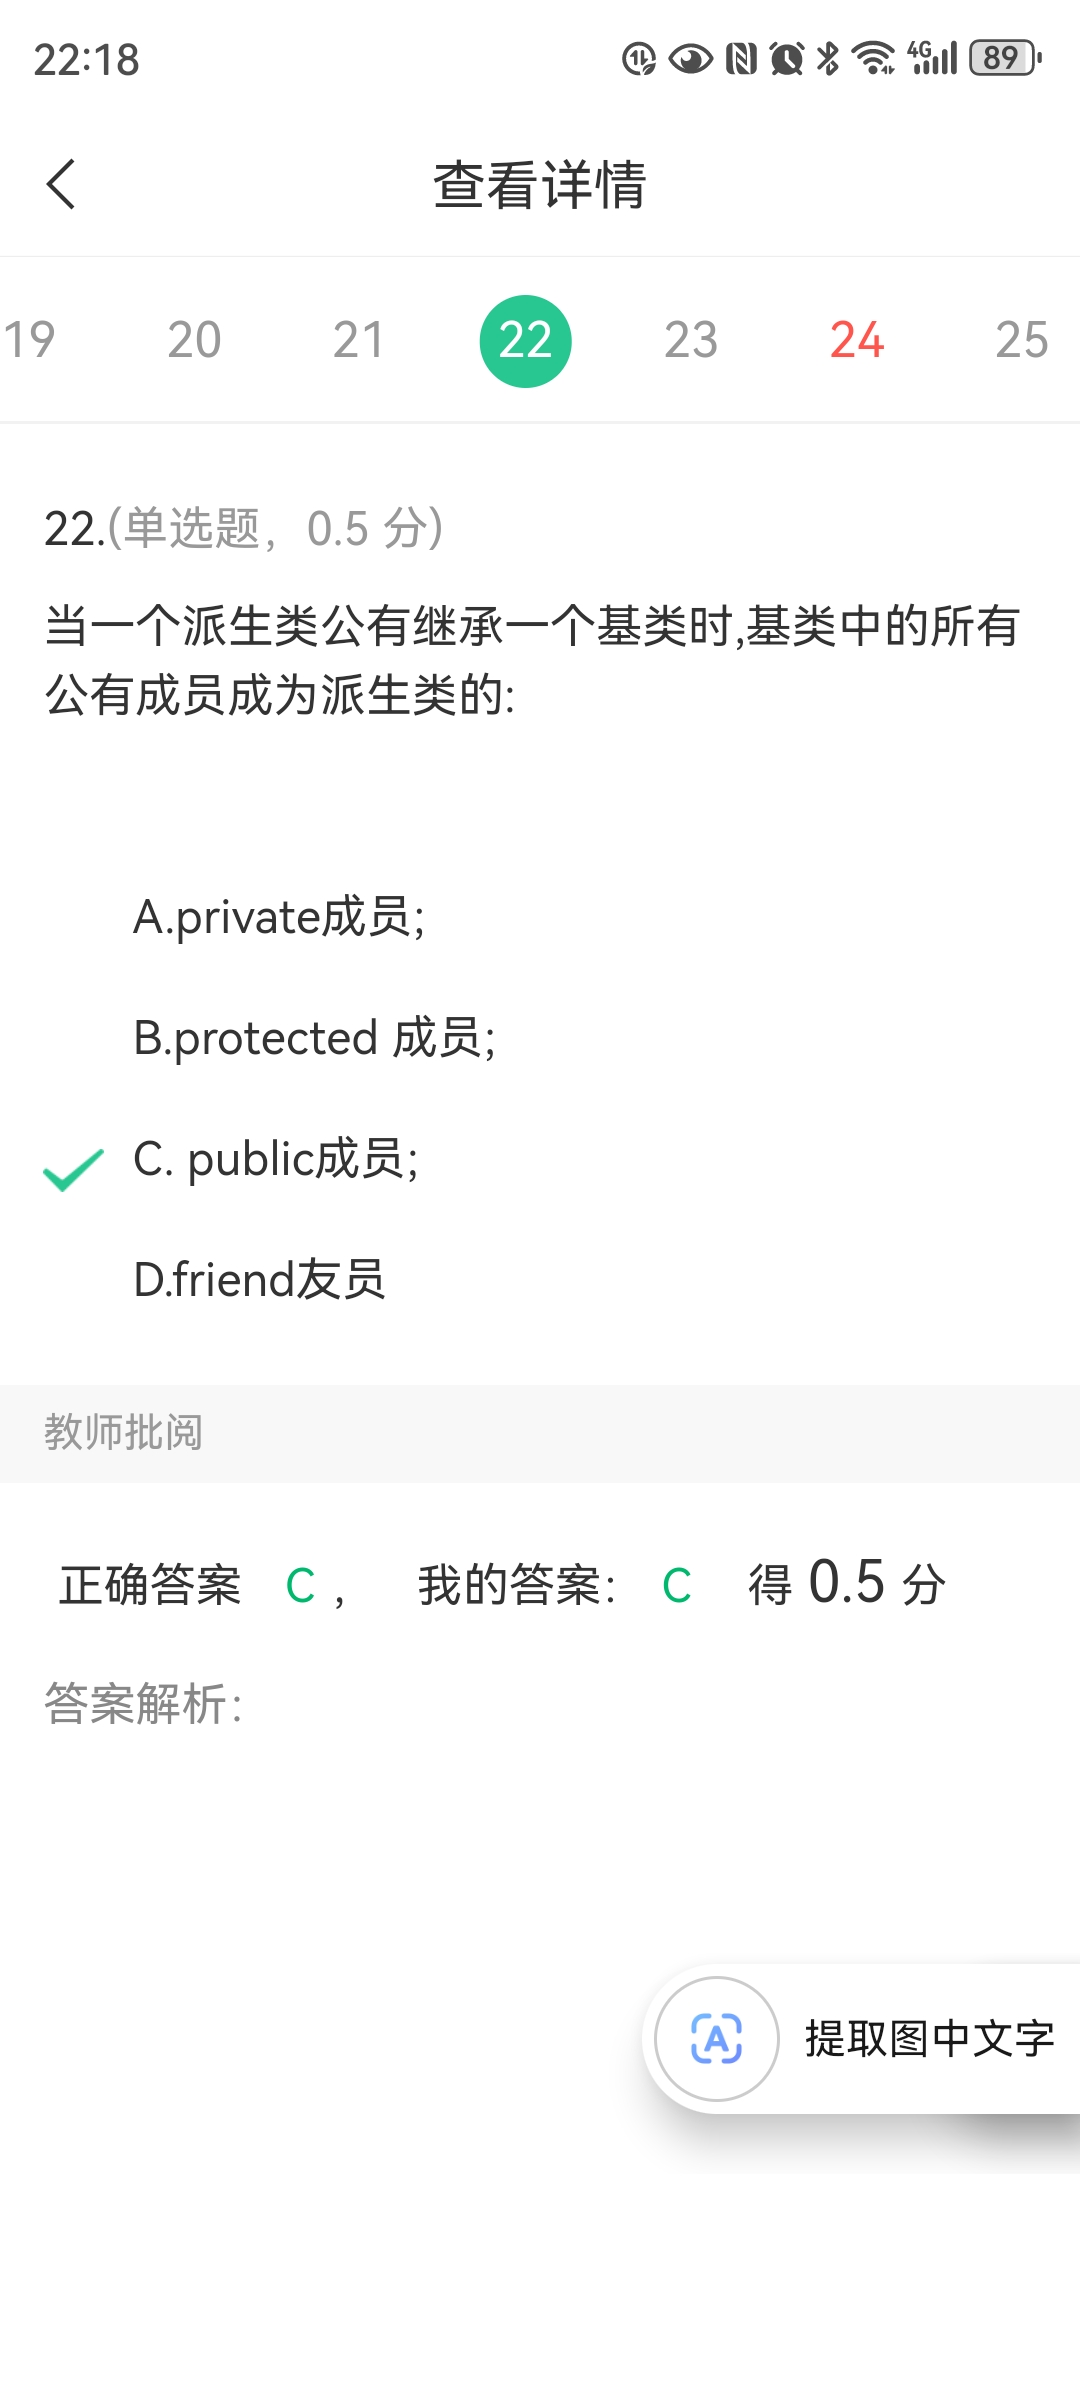 22:18
4G
89
查看详情
19 20 21 22 23 24 25
22.(单选题，0.5 分)
当一个派生类公有继承一个基类时,基类中的所有
公有成员成为派生类的:
A.private成员;
B.protected 成员;
C. public成员;
D.friend友员
教师批阅
正确答案 C , 我的答案: C 得 0.5 分
答案解析:
A 提取图中文字